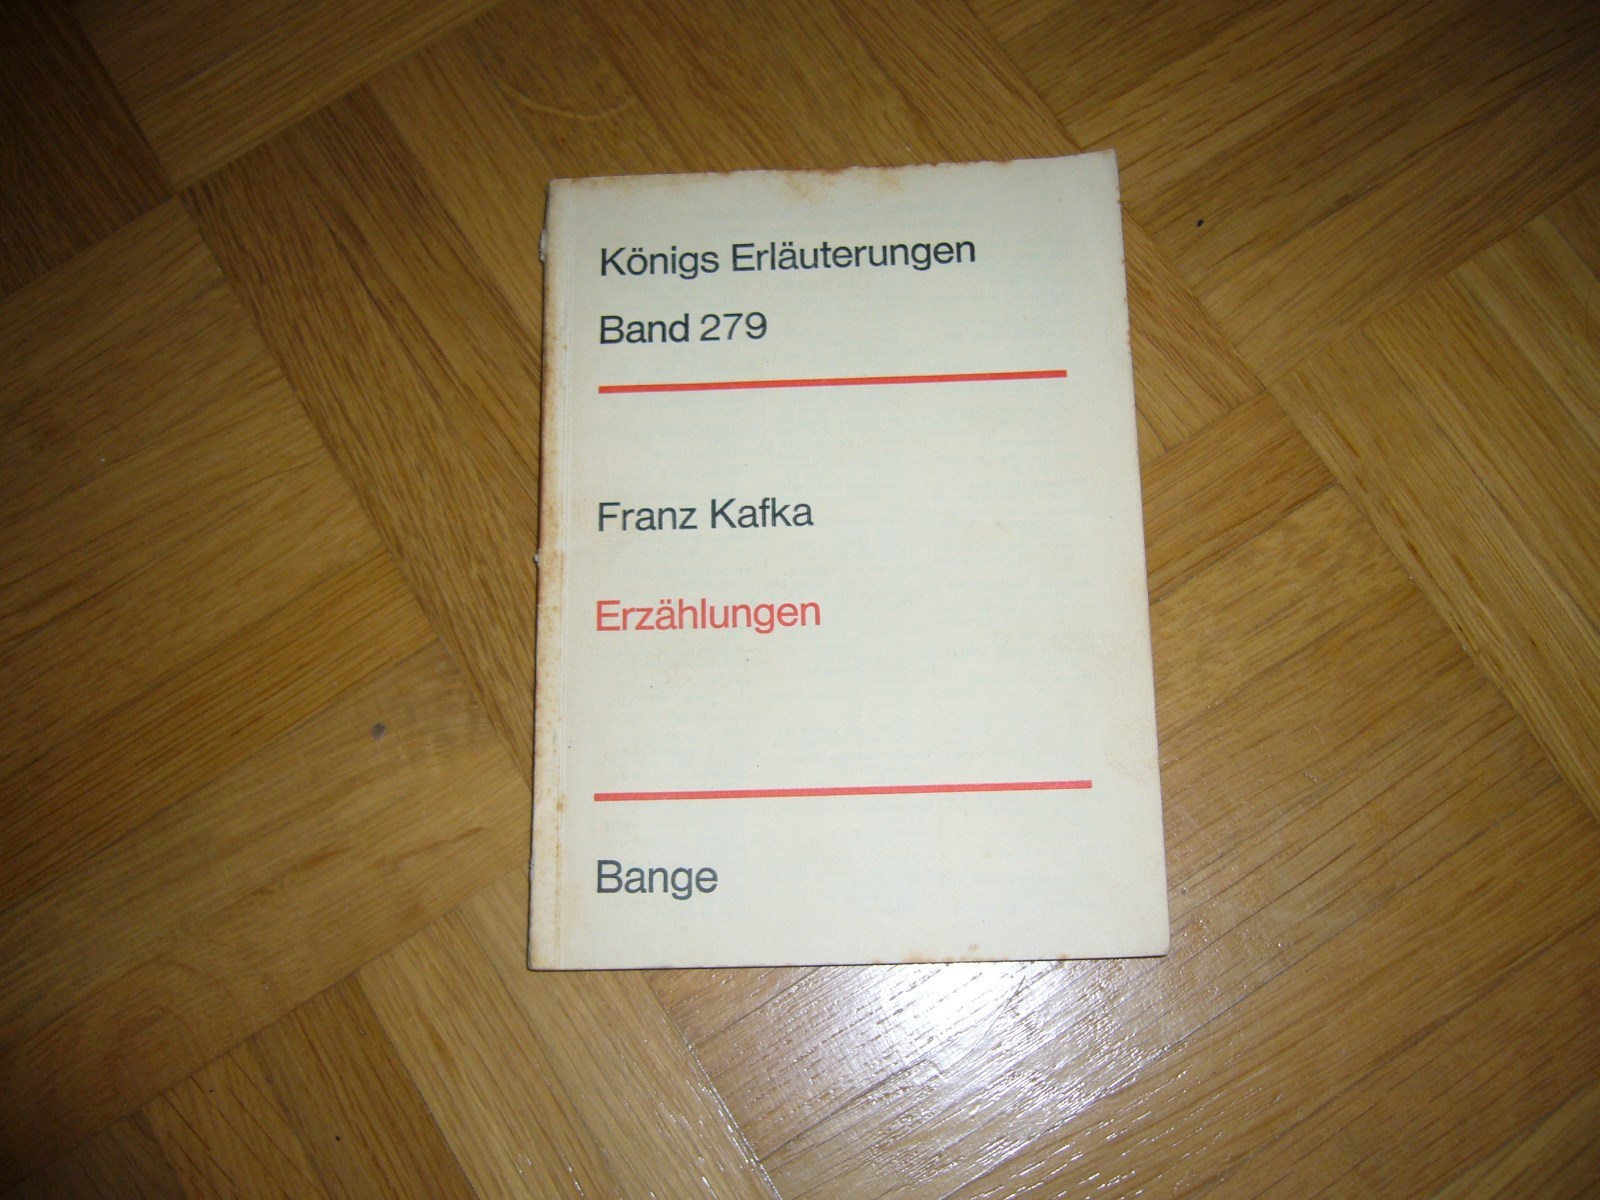 Königs Erläuterungen
Band 279
Franz Kafka
Erzählungen
Bange